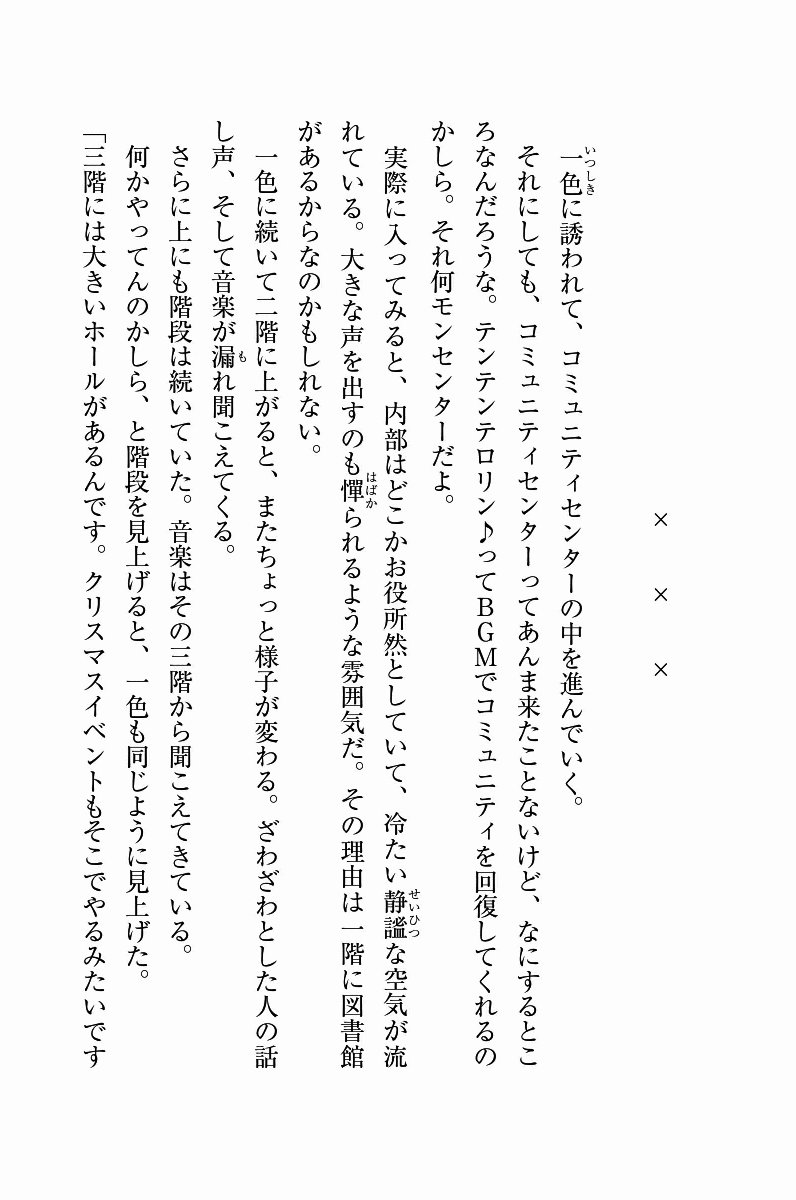 × × ×
一色に誘われて、コミュニティセンターの中を進んでいく。
それにしても、コミュニティセンターってあんま来たことないけど、なにするとこ
ろなんだろうな。テンテンテロリン♪ってＢＧＭでコミュニティを回復してくれるの
かしら。それ何モンセンターだよ。
実際に入ってみると、内部はどこかお役所然としていて、冷たい静謐な空気が流
れている。大きな声を出すのも憚られるような雰囲気だ。その理由は一階に図書館
があるからなのかもしれない。
一色に続いて二階に上がると、またちょっと様子が変わる。ざわざわとした人の話
し声、そして音楽が漏れ聞こえてくる。
さらに上にも階段は続いていた。音楽はその三階から聞こえてきている。
何かやってんのかしら、と階段を見上げると、一色も同じように見上げた。
「三階には大きいホールがあるんです。クリスマスイベントもそこでやるみたいです